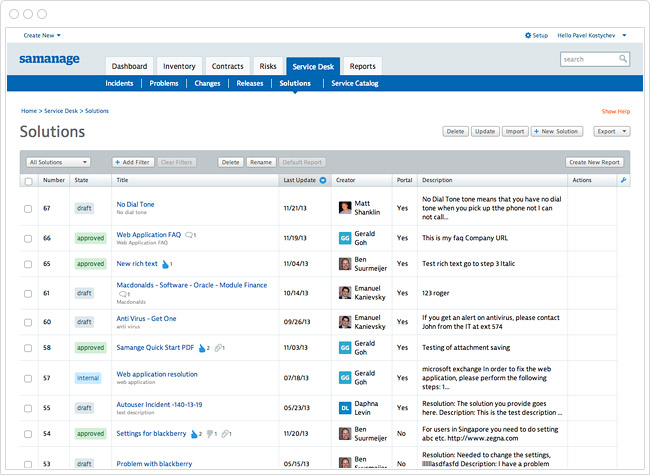 Create New
Setup
Hello Pavel Kostychev
samanage
Dashboard
Inventory
Contracts
Risks
Service Desk
Reports
search
Incidents
Problems
Changes
Releases
Solutions
Service Catalog
Home > Service Desk > Solutions
Show Help
Solutions
Delete
Update
Import
+ New Solution
Export
All Solutions
+ Add Filter
Clear Filters
Delete
Rename
Default Report
Create New Report
Number
State
Title
Last Update
Creator
Portal
Description
Actions
67
draft
No Dial Tone
No dial tone
11/21/13
Matt
Shanklin
Yes
No Dial Tone tone means that you have no dial
tone when you pick up tthe phone not I can
not call...
66
approved
Web Application FAQ 1
Web Application FAQ
11/19/13
GG
Gerald
Goh
Yes
This is my faq Company URL
65
approved
New rich text 1
11/04/13
Ben
Suurmeijer
Yes
Test rich text go to step 3 Italic
61
draft
Macdonalds - Software - Oracle - Module Finance
1
Macdonalds
10/14/13
Emanuel
Kanievsky
Yes
123 roger
60
draft
Anti Virus - Get One
anti virus
09/26/13
Emanuel
Kanievsky
Yes
If you get an alert on antivirus, please contact
John from the IT at ext 574
58
approved
Samange Quick Start PDF 2 1
11/03/13
GG
Gerald
Goh
Yes
Testing of attachment saving
57
internal
Web application resolution
web application
07/18/13
GG
Gerald
Goh
Yes
microsoft exchange In order to fix the web
application, please perform the following
steps: 1...
55
draft
Autouser Incident -140-13-19
test description
05/23/13
DL
Daphna
Levin
Yes
Resolution: The solution you provide goes
here. Description: This is the test description ...
54
approved
Settings for blackberry 2 1 1
11/20/13
Ben
Suurmeijer
No
For users in Singapore you need to do setting
abc etc. http://www.zegna.com
53
draft
Problem with blackberry
05/15/13
Ben
Suurmeijer
No
Resolution: Needed to change the settings,
lllllllasdfasfd Description: I have a problem